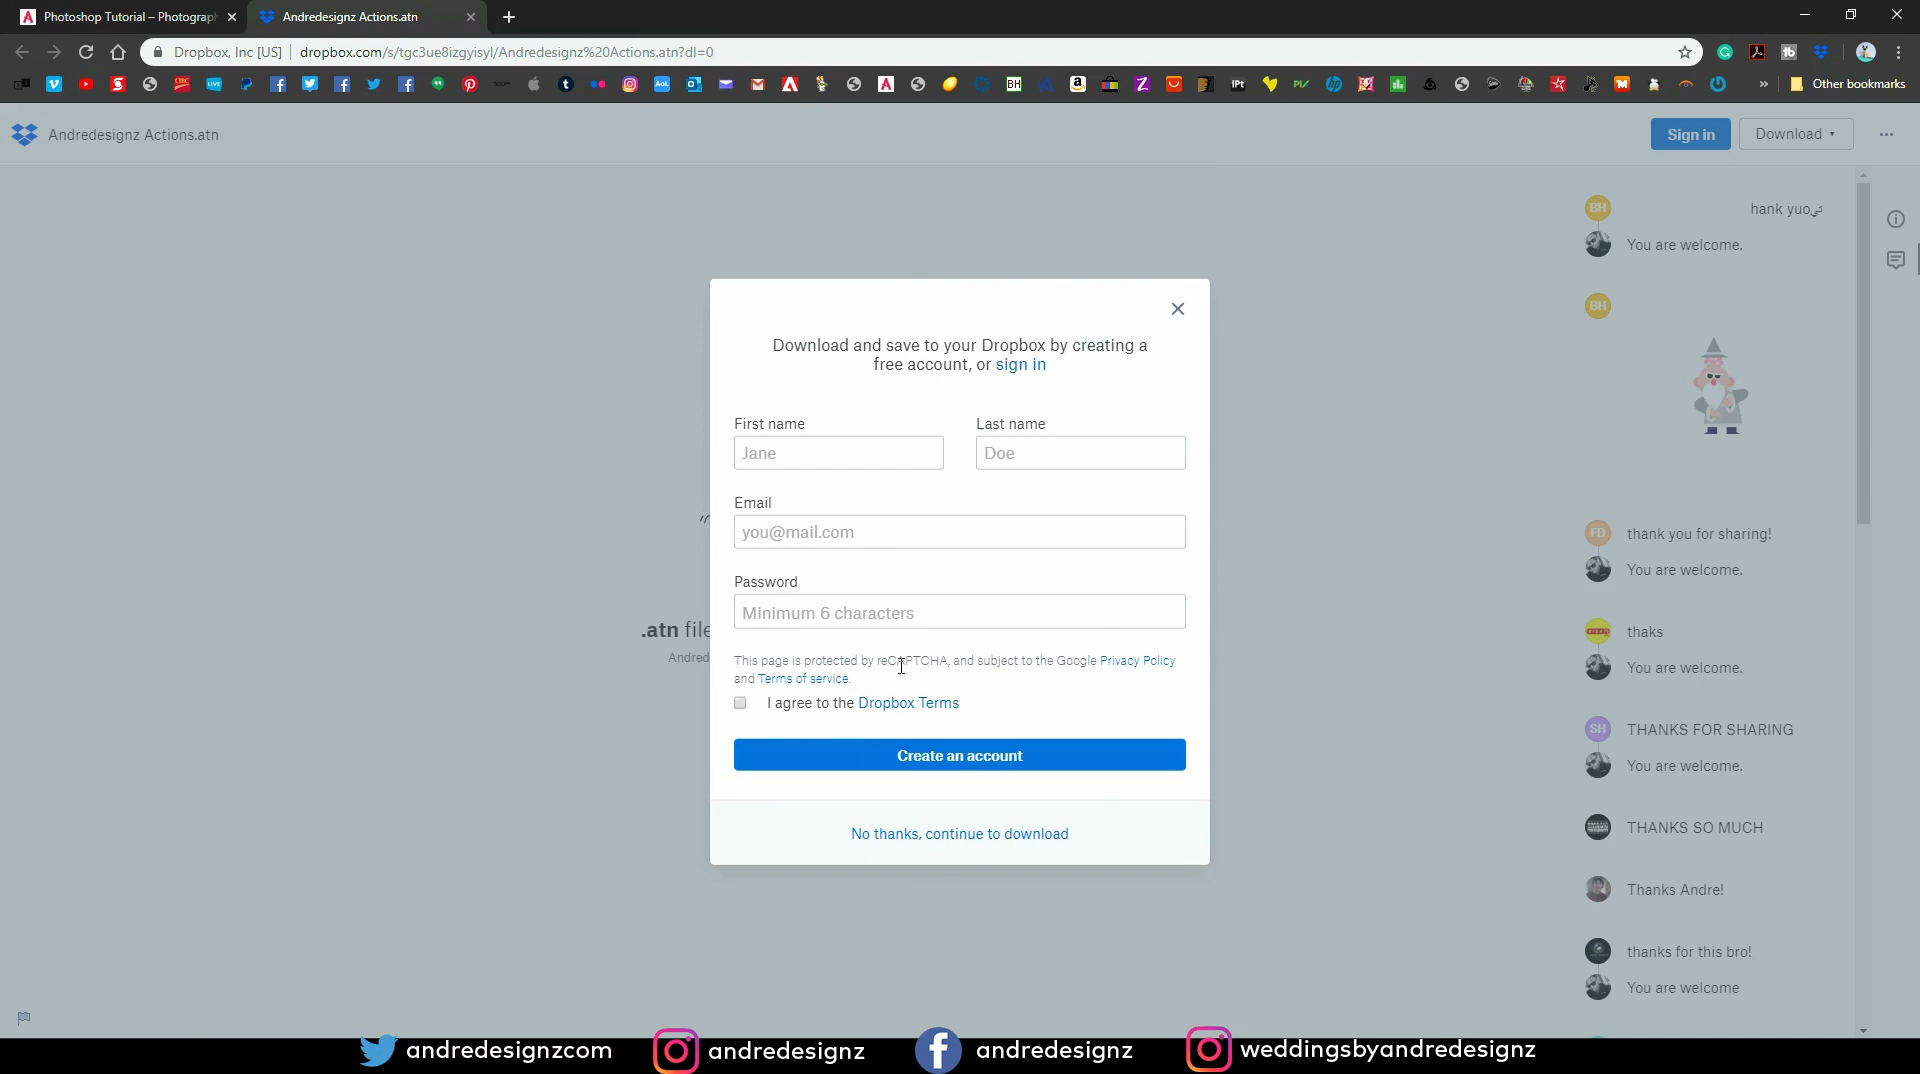 Photoshop Tutorial – Photograph
Andredesignz Actions.atn
Dropbox, Inc [US]
dropbox.com/s/tgc3ue8izgyisyl/Andredesignz%20Actions.atn?dl=0
Other bookmarks
Andredesignz Actions.atn
Sign in
Download
BH
hank yuo
You are welcome.
BH
Download and save to your Dropbox by creating a
free account, or sign in
First name
Last name
Jane
Doe
Email
you@mail.com
FD
thank you for sharing!
You are welcome.
Password
Minimum 6 characters
.atn file
Andred
thaks
You are welcome.
This page is protected by reCAPTCHA, and subject to the Google Privacy Policy
and Terms of service.
I agree to the Dropbox Terms
SH
THANKS FOR SHARING
You are welcome.
Create an account
THANKS SO MUCH
No thanks, continue to download
Thanks Andre!
thanks for this bro!
You are welcome
andredesignzcom
andredesignz
andredesignz
weddingsbyandredesignz